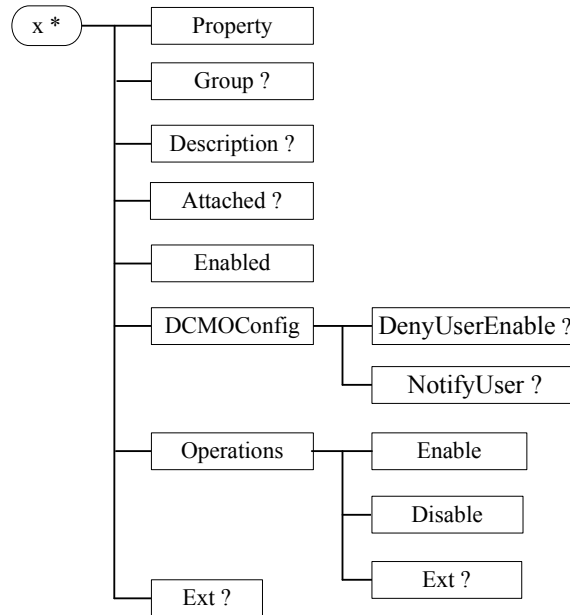 x *
Property
Group ?
Description ?
Attached ?
Enabled
DCMOConfig
DenyUserEnable ?
NotifyUser ?
Operations
Enable
Disable
Ext ?
Ext ?